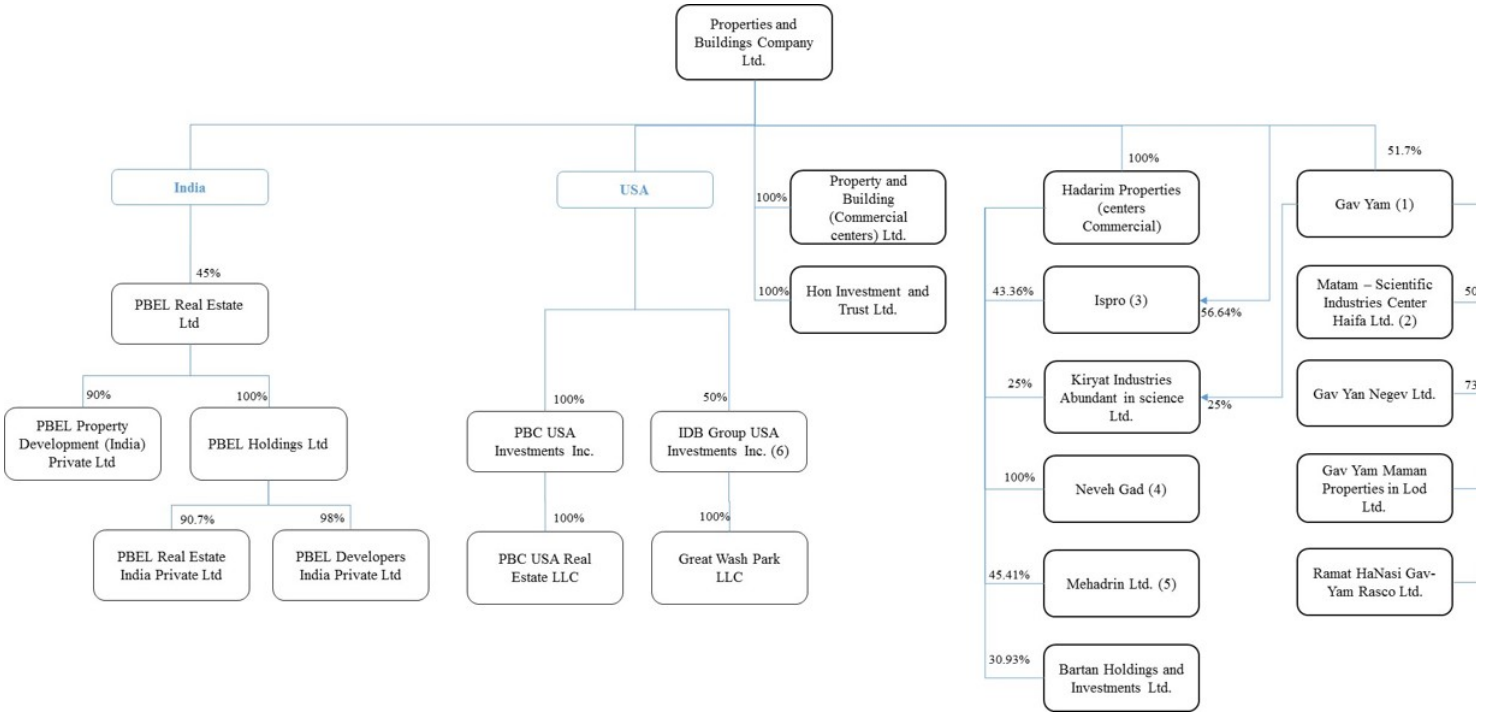 Properties and
Buildings Company
Ltd.
India
USA
45%
PBEL Real Estate
Ltd
90%
PBEL Property
Development (India)
Private Ltd
100%
PBEL Holdings Ltd
90.7%
PBEL Real Estate
India Private Ltd
98%
PBEL Developers
India Private Ltd
100%
PBC USA
Investments Inc.
50%
IDB Group USA
Investments Inc. (6)
100%
PBC USA Real
Estate LLC
100%
Great Wash Park
LLC
100%
Property and
Building
(Commercial
centers) Ltd.
100%
Hon Investment and
Trust Ltd.
100%
Hadarim Properties
(centers
Commercial)
43.36%
Ispro (3)
56.64%
25%
Kiryat Industries
Abundant in science
Ltd.
25%
100%
Neveh Gad (4)
45.41%
Mehadrin Ltd. (5)
30.93%
Bartan Holdings and
Investments Ltd.
51.7%
Gav Yam (1)
Matam – Scientific
Industries Center
Haifa Ltd. (2)
50
Gav Yan Negev Ltd.
73
Gav Yam Maman
Properties in Lod
Ltd.
Ramat HaNasi Gav-
Yam Rasco Ltd.